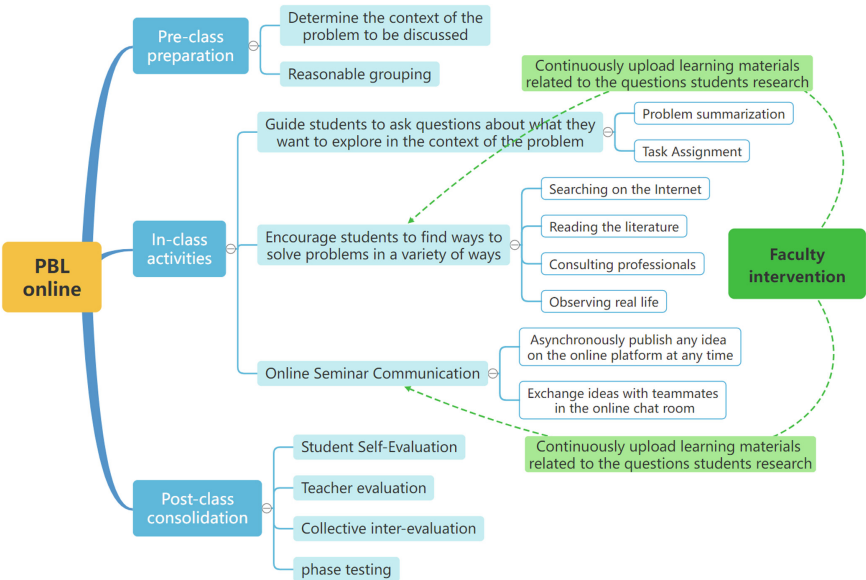 Pre-class
preparation
Determine the context of the
problem to be discussed
Reasonable grouping
Continuously upload learning materials
related to the questions students research
Guide students to ask questions about what they
want to explore in the context of the problem
Problem summarization
Task Assignment
PBL
online
In-class
activities
Encourage students to find ways to
solve problems in a variety of ways
Searching on the Internet
Reading the literature
Consulting professionals
Observing real life
Faculty
intervention
Online Seminar Communication
Asynchronously publish any idea
on the online platform at any time
Exchange ideas with teammates
in the online chat room
Continuously upload learning materials
related to the questions students research
Post-class
consolidation
Student Self-Evaluation
Teacher evaluation
Collective inter-evaluation
phase testing